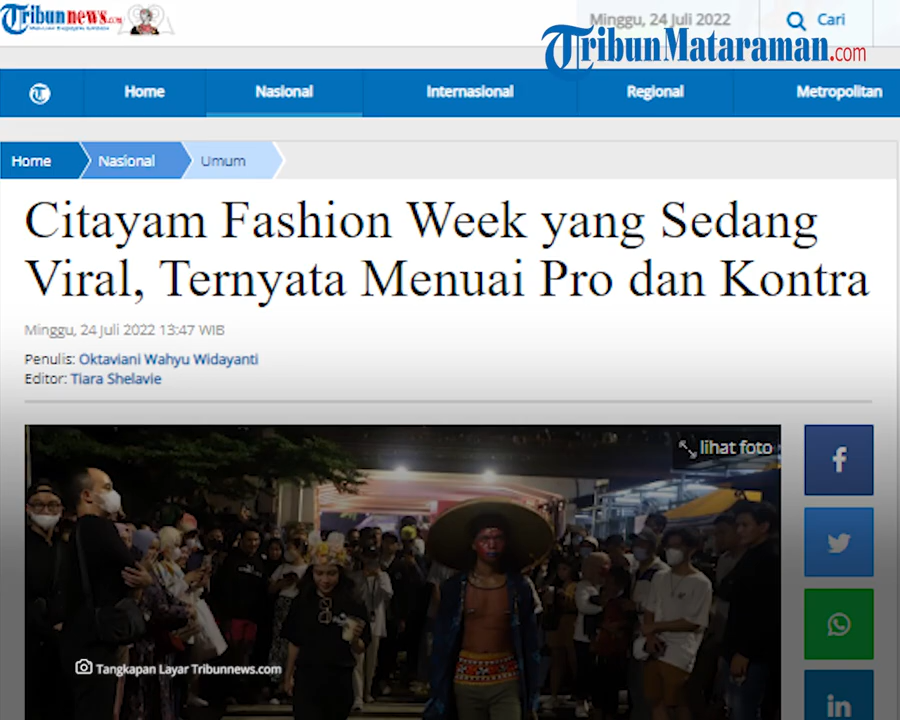 Tribunnews.com
Minggu, 24 Juli 2022
Cari
TribunMataraman.com
Home
Nasional
Internasional
Regional
Metropolitan
Home
Nasional
Umum
Citayam Fashion Week yang Sedang
Viral, Ternyata Menuai Pro dan Kontra
Minggu, 24 Juli 2022 13:47 WIB
Penulis: Oktaviani Wahyu Widayanti
Editor: Tiara Shelavie
lihat foto
Tangkapan Layar Tribunnews.com